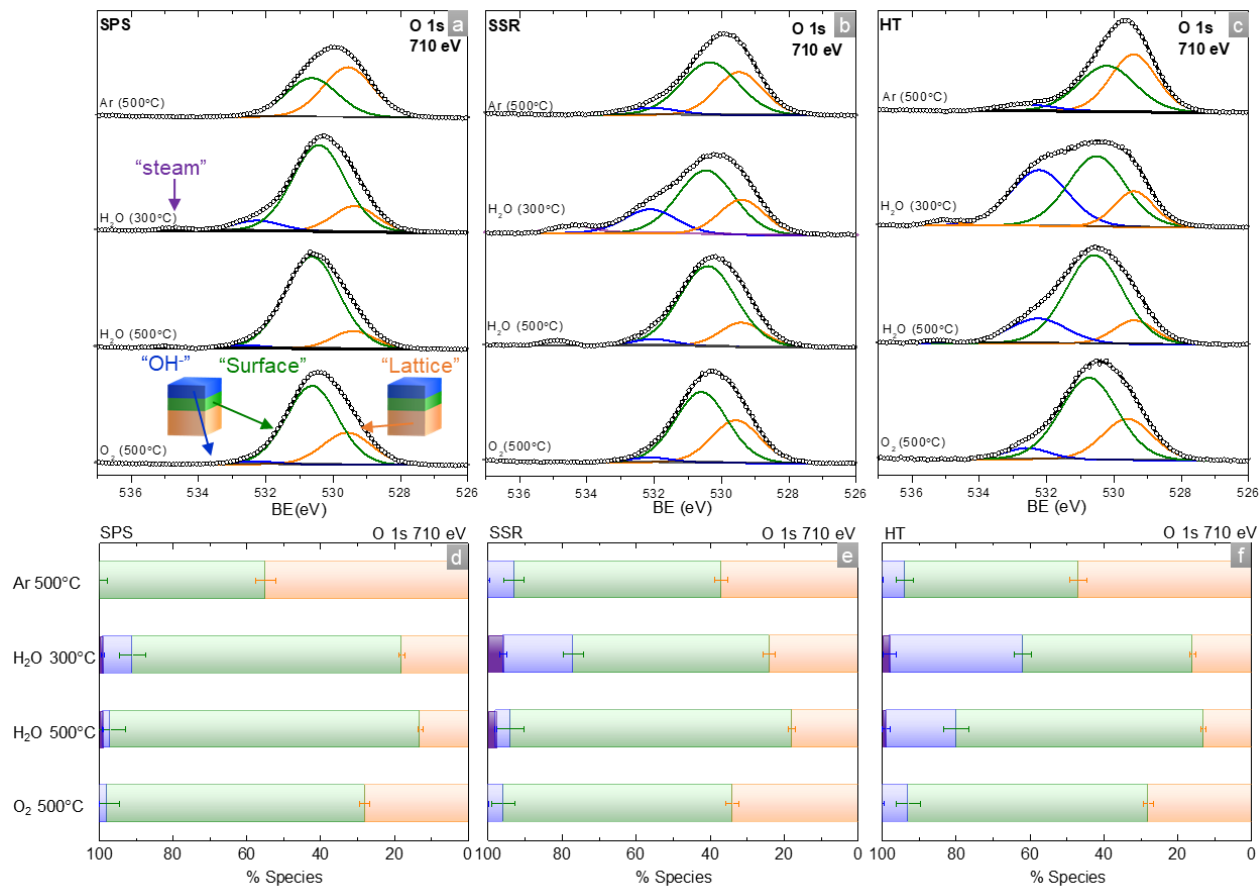 SPS
O 1s
710 eV
a
Ar (500°C)
“steam”
H₂O (300°C)
H₂O (500°C)
“OH-”
“Surface”
“Lattice”
O₂ (500°C)
536 534 532 530 528 526
BE(eV)
SSR
O 1s
710 eV
b
Ar (500°C)
H₂O (300°C)
H₂O (500°C)
O₂(500°C)
536 534 532 530 528 526
BE (eV)
HT
O 1s
710 eV
c
Ar (500°C)
H₂O (300°C)
H₂O (500°C)
O₂ (500°C)
536 534 532 530 528 526
BE (eV)
SPS
O 1s 710 eV
d
Ar 500°C
H₂O 300°C
H₂O 500°C
O₂ 500°C
100 80 60 40 20 0
% Species
SSR
O 1s 710 eV
e
100 80 60 40 20 0
% Species
HT
O 1s 710 eV
f
100 80 60 40 20 0
% Species